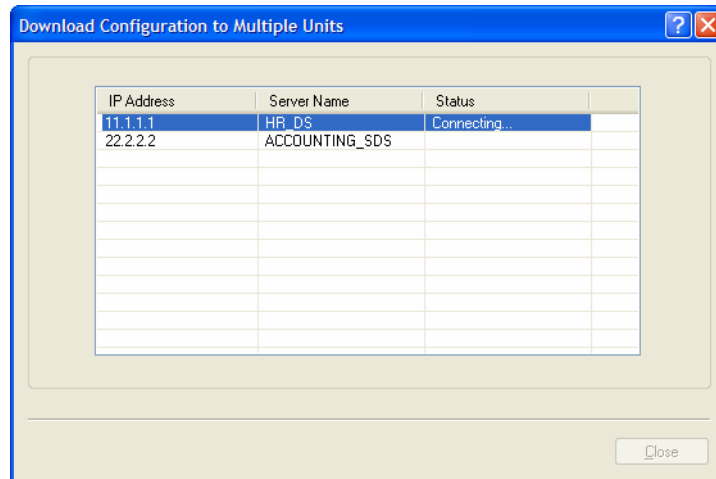 Download Configuration to Multiple Units
?
IP Address Server Name Status
11.1.1.1 HR_DS Connecting...
22.2.2.2 ACCOUNTING_SDS
Close